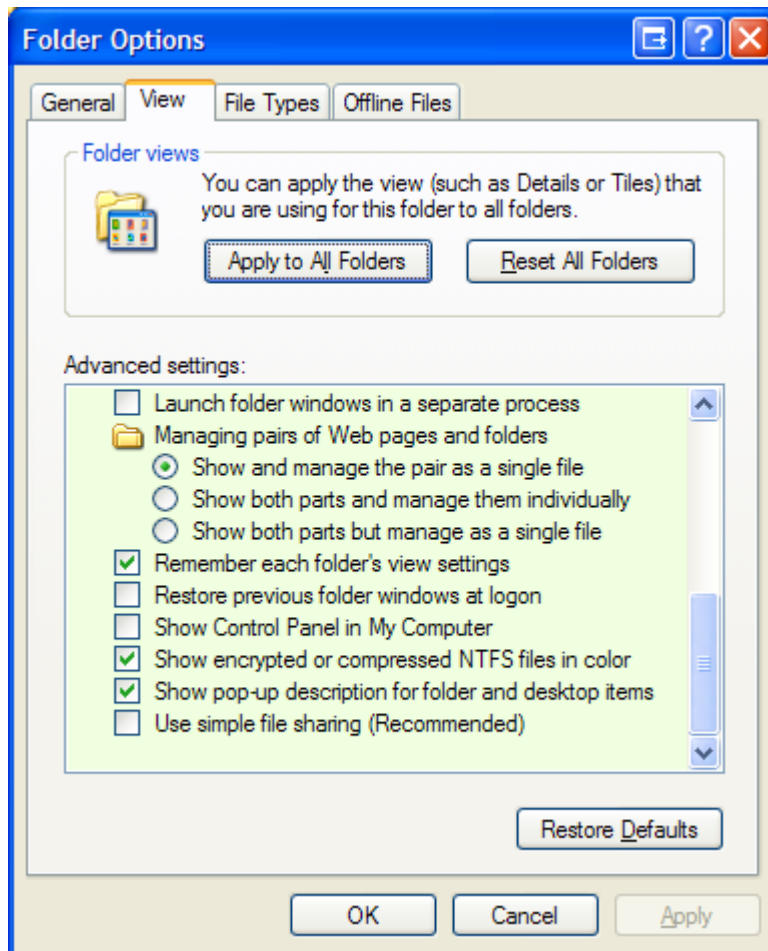 Folder Options
General View File Types Offline Files
Folder views
You can apply the view (such as Details or Tiles) that
you are using for this folder to all folders.
Apply to All Folders Reset All Folders
Advanced settings:
Launch folder windows in a separate process
Managing pairs of Web pages and folders
Show and manage the pair as a single file
Show both parts and manage them individually
Show both parts but manage as a single file
Remember each folder's view settings
Restore previous folder windows at logon
Show Control Panel in My Computer
Show encrypted or compressed NTFS files in color
Show pop-up description for folder and desktop items
Use simple file sharing (Recommended)
Restore Defaults
OK Cancel Apply